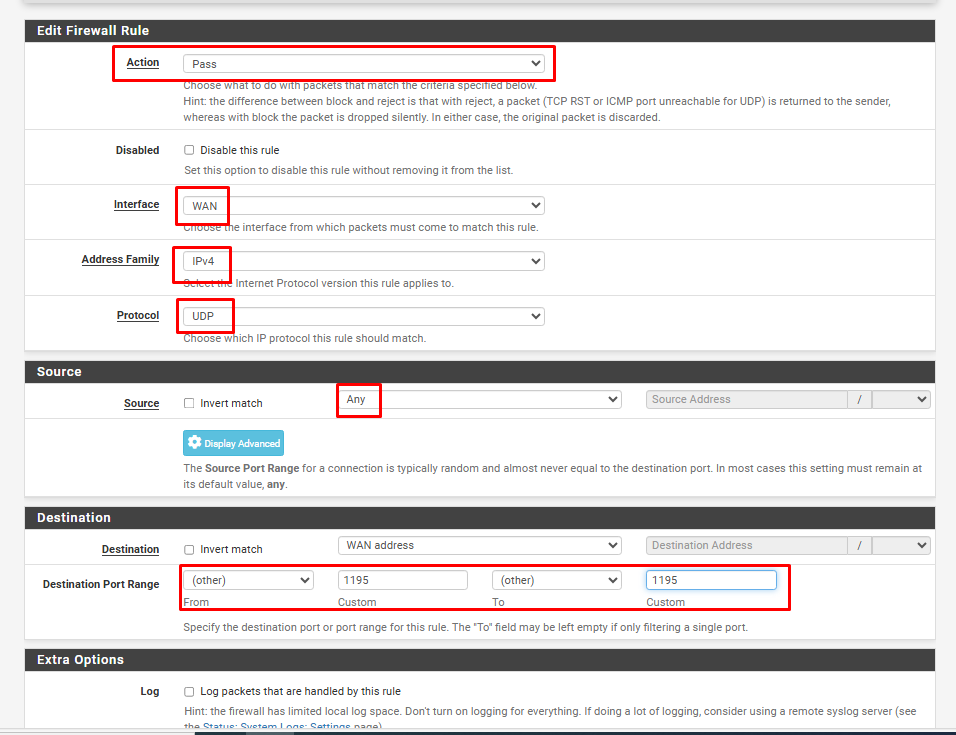 Edit Firewall Rule
Action
Pass
Choose what to do with packets that match the criteria specified below.
Hint: the difference between block and reject is that with reject, a packet (TCP RST or ICMP port unreachable for UDP) is returned to the sender,
whereas with block the packet is dropped silently. In either case, the original packet is discarded.
Disabled
Disable this rule
Set this option to disable this rule without removing it from the list.
Interface
WAN
Choose the interface from which packets must come to match this rule.
Address Family
IPv4
Select the Internet Protocol version this rule applies to.
Protocol
UDP
Choose which IP protocol this rule should match.
Source
Source
Invert match
Any
Source Address
/
Display Advanced
The Source Port Range for a connection is typically random and almost never equal to the destination port. In most cases this setting must remain at
its default value, any.
Destination
Destination
Invert match
WAN address
Destination Address
/
Destination Port Range
(other)
1195
(other)
1195
From
Custom
To
Custom
Specify the destination port or port range for this rule. The "To" field may be left empty if only filtering a single port.
Extra Options
Log
Log packets that are handled by this rule
Hint: the firewall has limited local log space. Don't turn on logging for everything. If doing a lot of logging, consider using a remote syslog server (see
the Status: System Logs: Settings page).